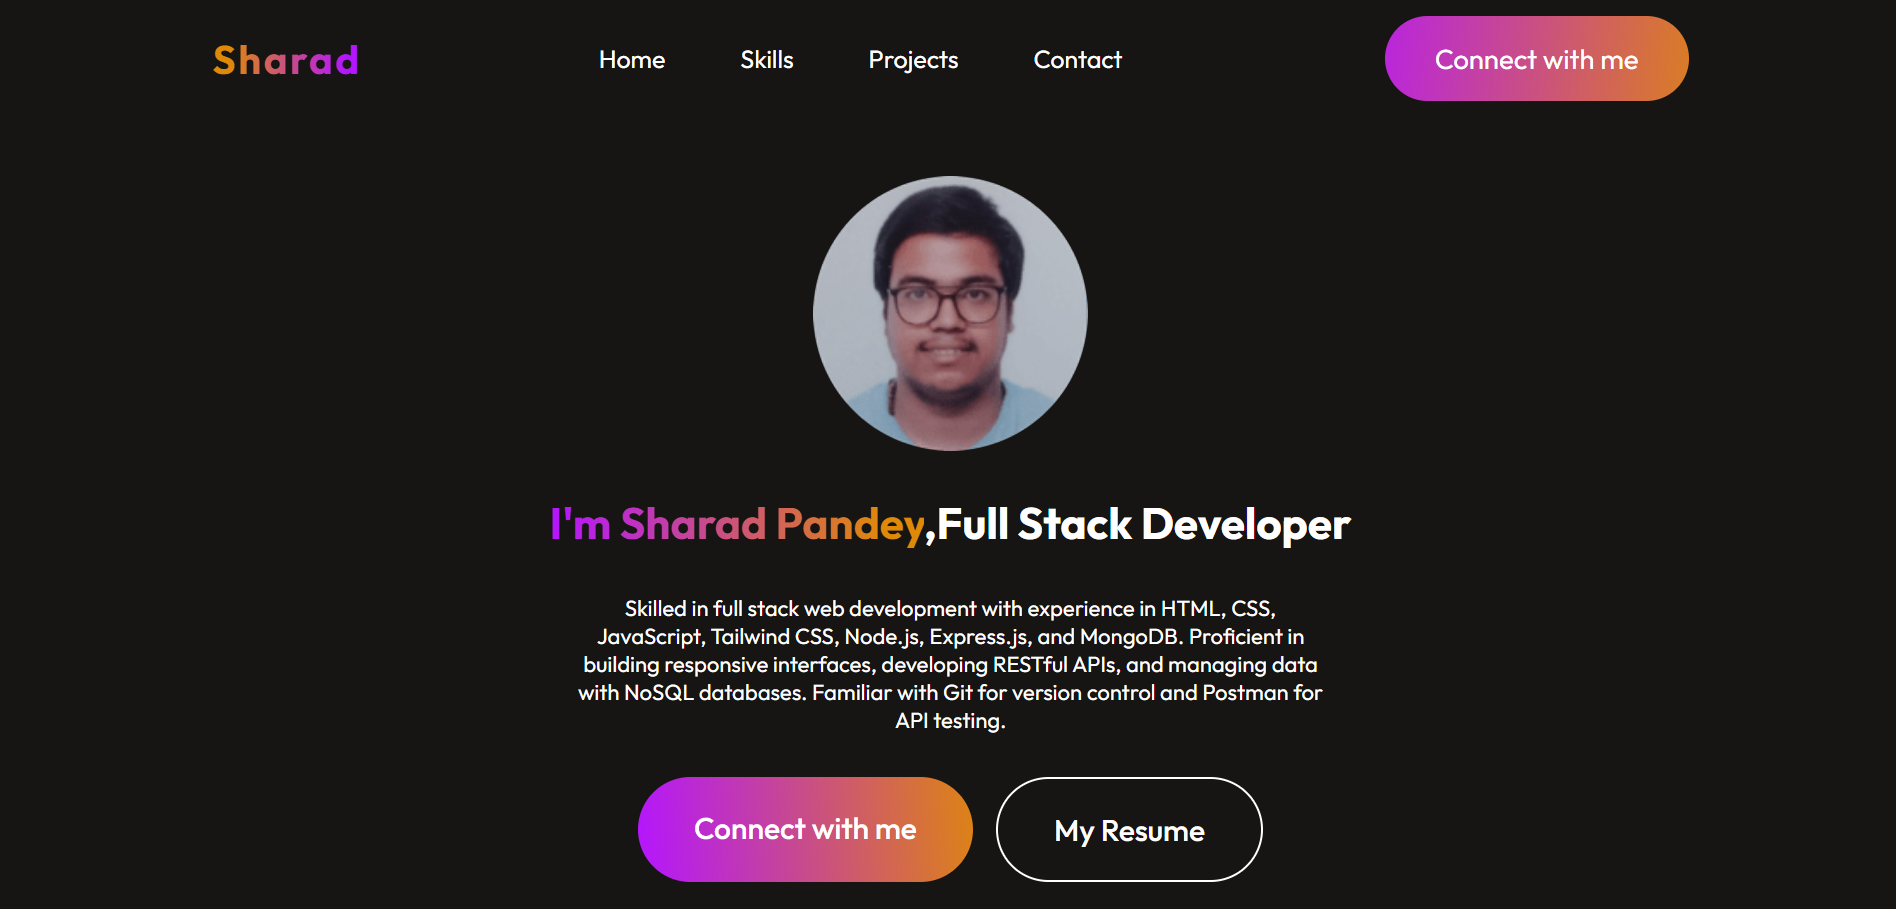 Sharad
Home
Skills
Projects
Contact
Connect with me
I'm Sharad Pandey,Full Stack Developer
Skilled in full stack web development with experience in HTML, CSS,
JavaScript, Tailwind CSS, Node.js, Express.js, and MongoDB. Proficient in
building responsive interfaces, developing RESTful APIs, and managing data
with NoSQL databases. Familiar with Git for version control and Postman for
API testing.
Connect with me
My Resume